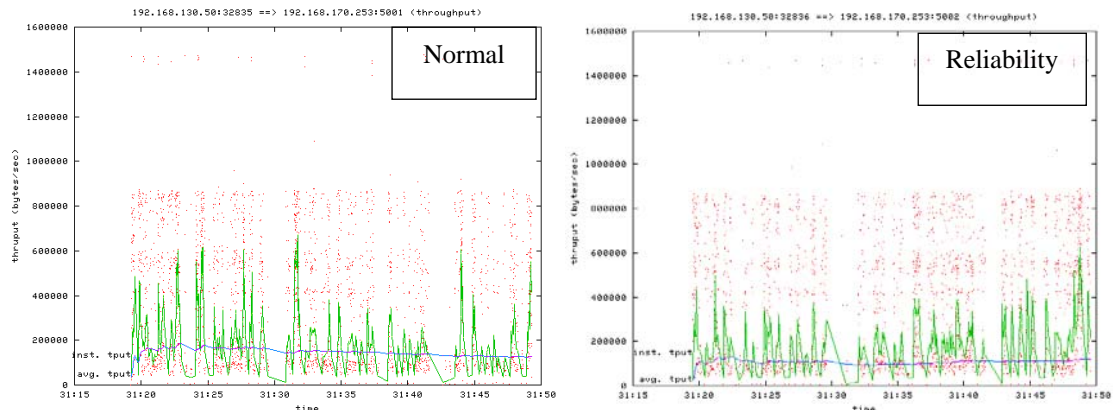 192.168.130.50:32835 ==> 192.168.170.253:5001 (throughput)
Normal
thruput (bytes/sec)
1600000
1400000
1200000
1000000
800000
600000
400000
200000
0
inst. tput
avg. tput
31:15
31:20
31:25
31:30
31:35
31:40
31:45
31:50
time
192.168.130.50:32836 ==> 192.168.170.253:5002 (throughput)
Reliability
thruput (bytes/sec)
1600000
1400000
1200000
1000000
800000
600000
400000
200000
0
inst. tput
avg. tput
31:15
31:20
31:25
31:30
31:35
31:40
31:45
31:50
time